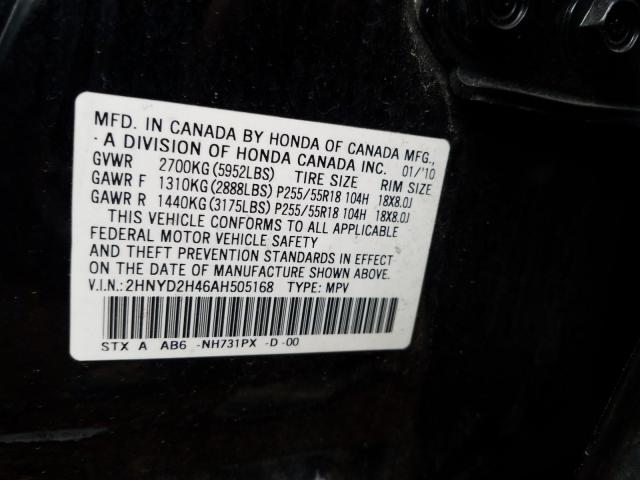 MFD. IN CANADA BY HONDA OF CANADA MFG.,
- A DIVISION OF HONDA CANADA INC. 01/'10
GVWR 2700KG(5952LBS) TIRE SIZE RIM SIZE
GAWR F 1310KG(2888LBS) P255/55R18 104H 18X8.0J
GAWR R 1440KG(3175LBS) P255/55R18 104H 18X8.0J
THIS VEHICLE CONFORMS TO ALL APPLICABLE
FEDERAL MOTOR VEHICLE SAFETY
AND THEFT PREVENTION STANDARDS IN EFFECT
ON THE DATE OF MANUFACTURE SHOWN ABOVE.
V.I.N.:2HNYD2H46AH505168 TYPE: MPV
STX A AB6 -NH731PX -D -00